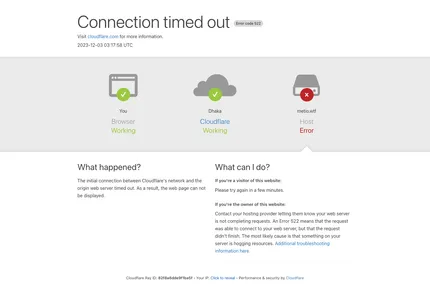 Connection timed out Error code 522
Visit cloudflare.com for more information.
2023-12-03 03:17:58 UTC
You
Browser
Working
Dhaka
Cloudflare
Working
Host
Error
What happened?
The initial connection between Cloudflare's network and the
origin web server timed out. As a result, the web page can not
be displayed.
What can I do?
If you're a visitor of this website:
Please try again in a few minutes.
If you're the owner of this website:
Contact your hosting provider letting them know your web server
is not completing requests. An Error 522 means that the request
was able to connect to your web server, but that the request
didn't finish. The most likely cause is that something on your
server is hogging resources. Additional troubleshooting
information here
Cloudflare Ray ID: • Your IP: Click to reveal • Performance & security by Cloudflare